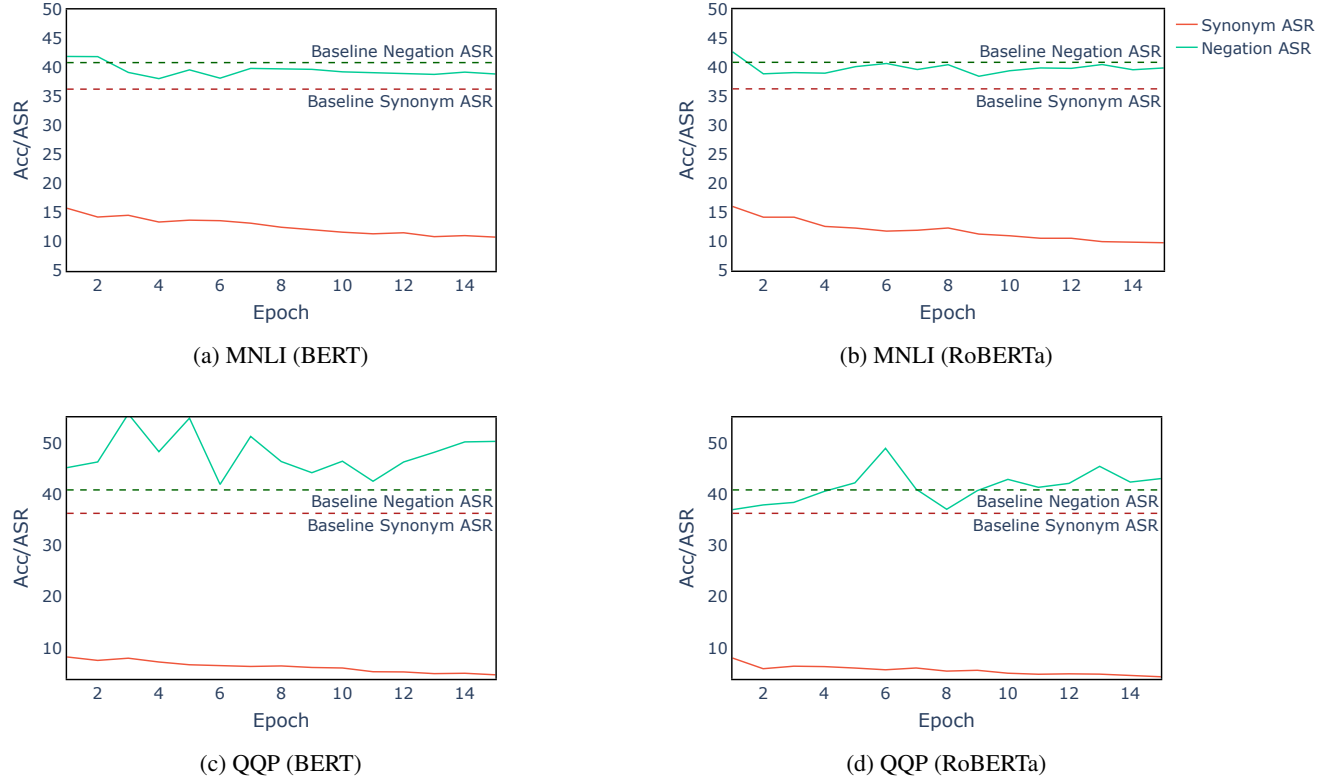 50
45
40
35
30
25
20
15
10
5
Acc/ASR
Baseline Negation ASR
Baseline Synonym ASR
2 4 6 8 10 12 14
Epoch
(a) MNLI (BERT)
50
45
40
35
30
25
20
15
10
5
Acc/ASR
Baseline Negation ASR
Baseline Synonym ASR
2 4 6 8 10 12 14
Epoch
(b) MNLI (RoBERTa)
Synonym ASR
Negation ASR
50
40
30
20
10
Acc/ASR
Baseline Negation ASR
Baseline Synonym ASR
2 4 6 8 10 12 14
Epoch
(c) QQP (BERT)
50
40
30
20
10
Acc/ASR
Baseline Negation ASR
Baseline Synonym ASR
2 4 6 8 10 12 14
Epoch
(d) QQP (RoBERTa)